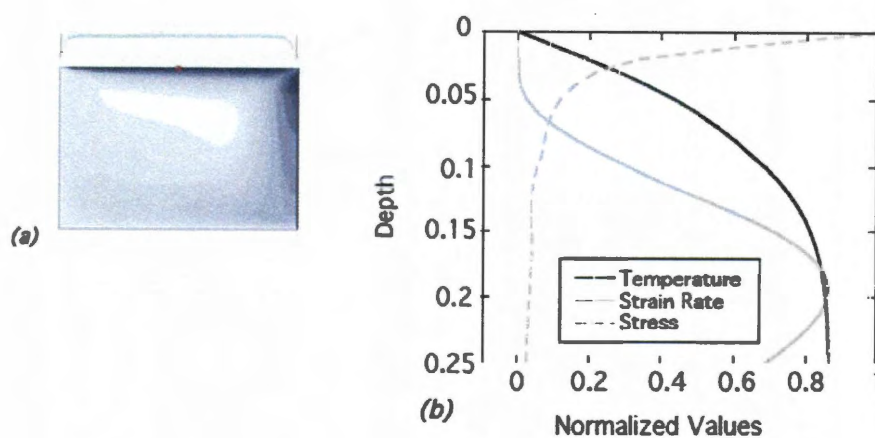 (a)
Depth
0
0.05
0.1
0.15
0.2
0.25
Temperature
Strain Rate
Stress
0 0.2 0.4 0.6 0.8
(b)
Normalized Values